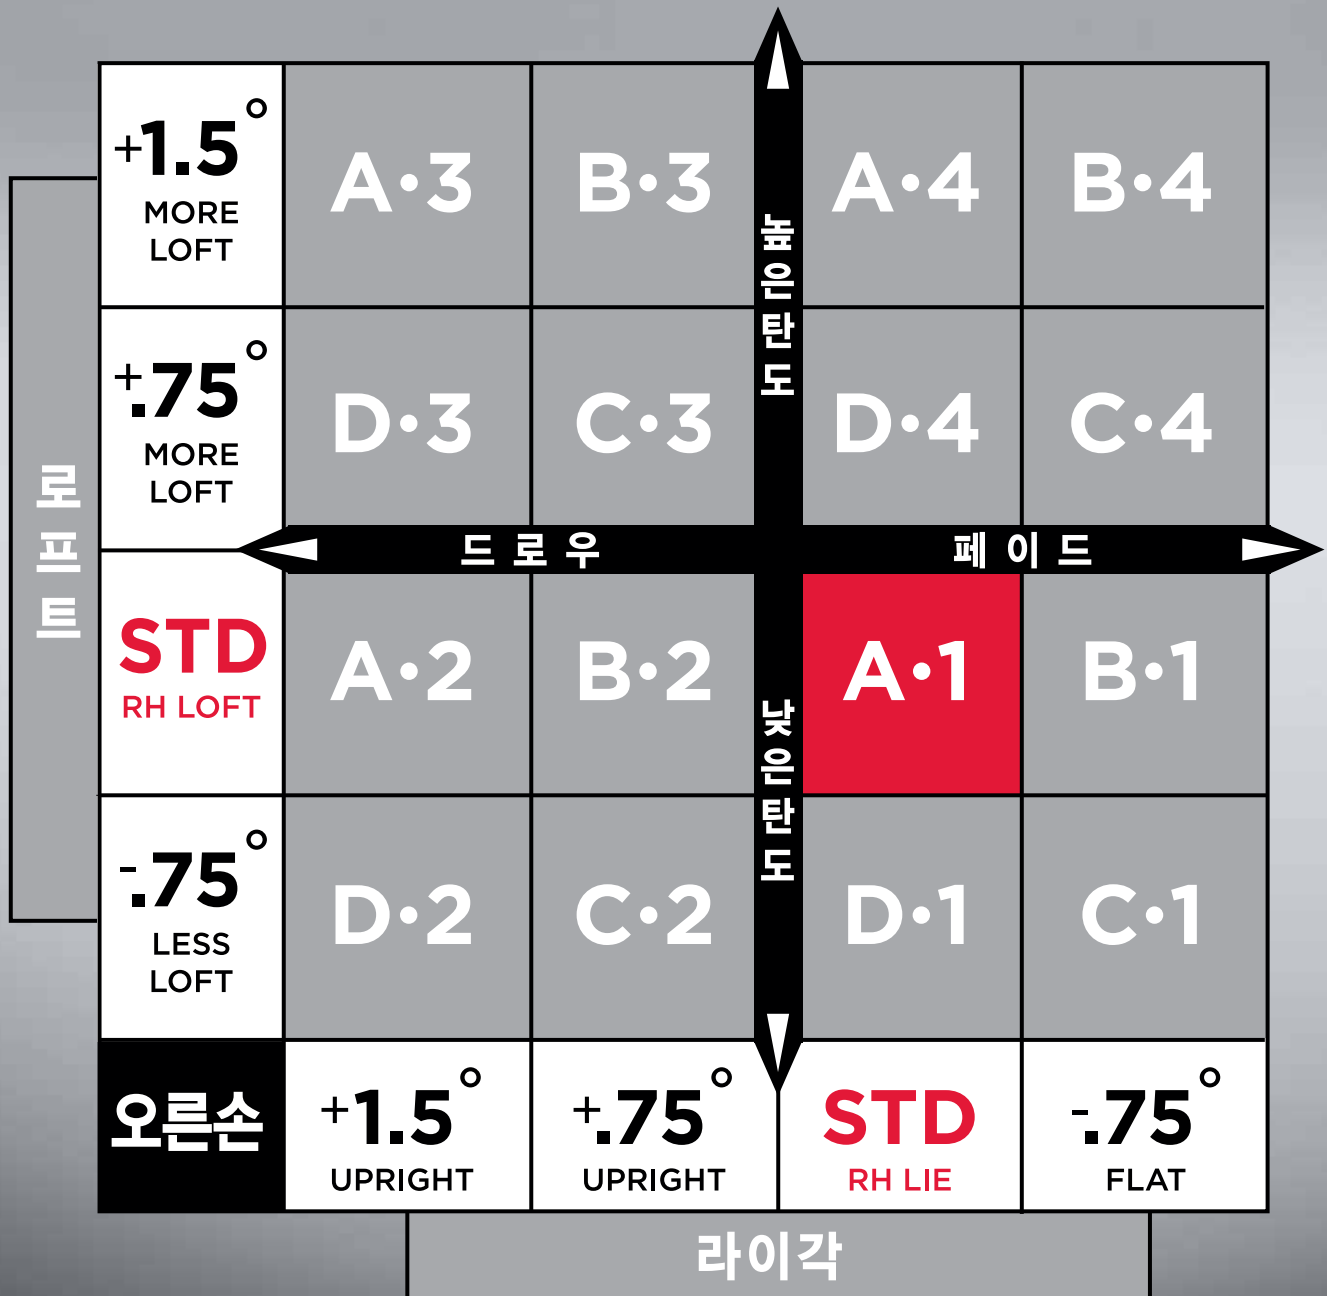 +1.5°
MORE
LOFT
A·3
B·3
A·4
B·4
+.75°
MORE
LOFT
D·3
C·3
D·4
C·4
높은탄도
로프트
드로우
페이드
STD
RH LOFT
A·2
B·2
A·1
B·1
낮은탄도
-.75°
LESS
LOFT
D·2
C·2
D·1
C·1
오른손
+1.5°
UPRIGHT
+.75°
UPRIGHT
STD
RH LIE
-.75°
FLAT
라이각